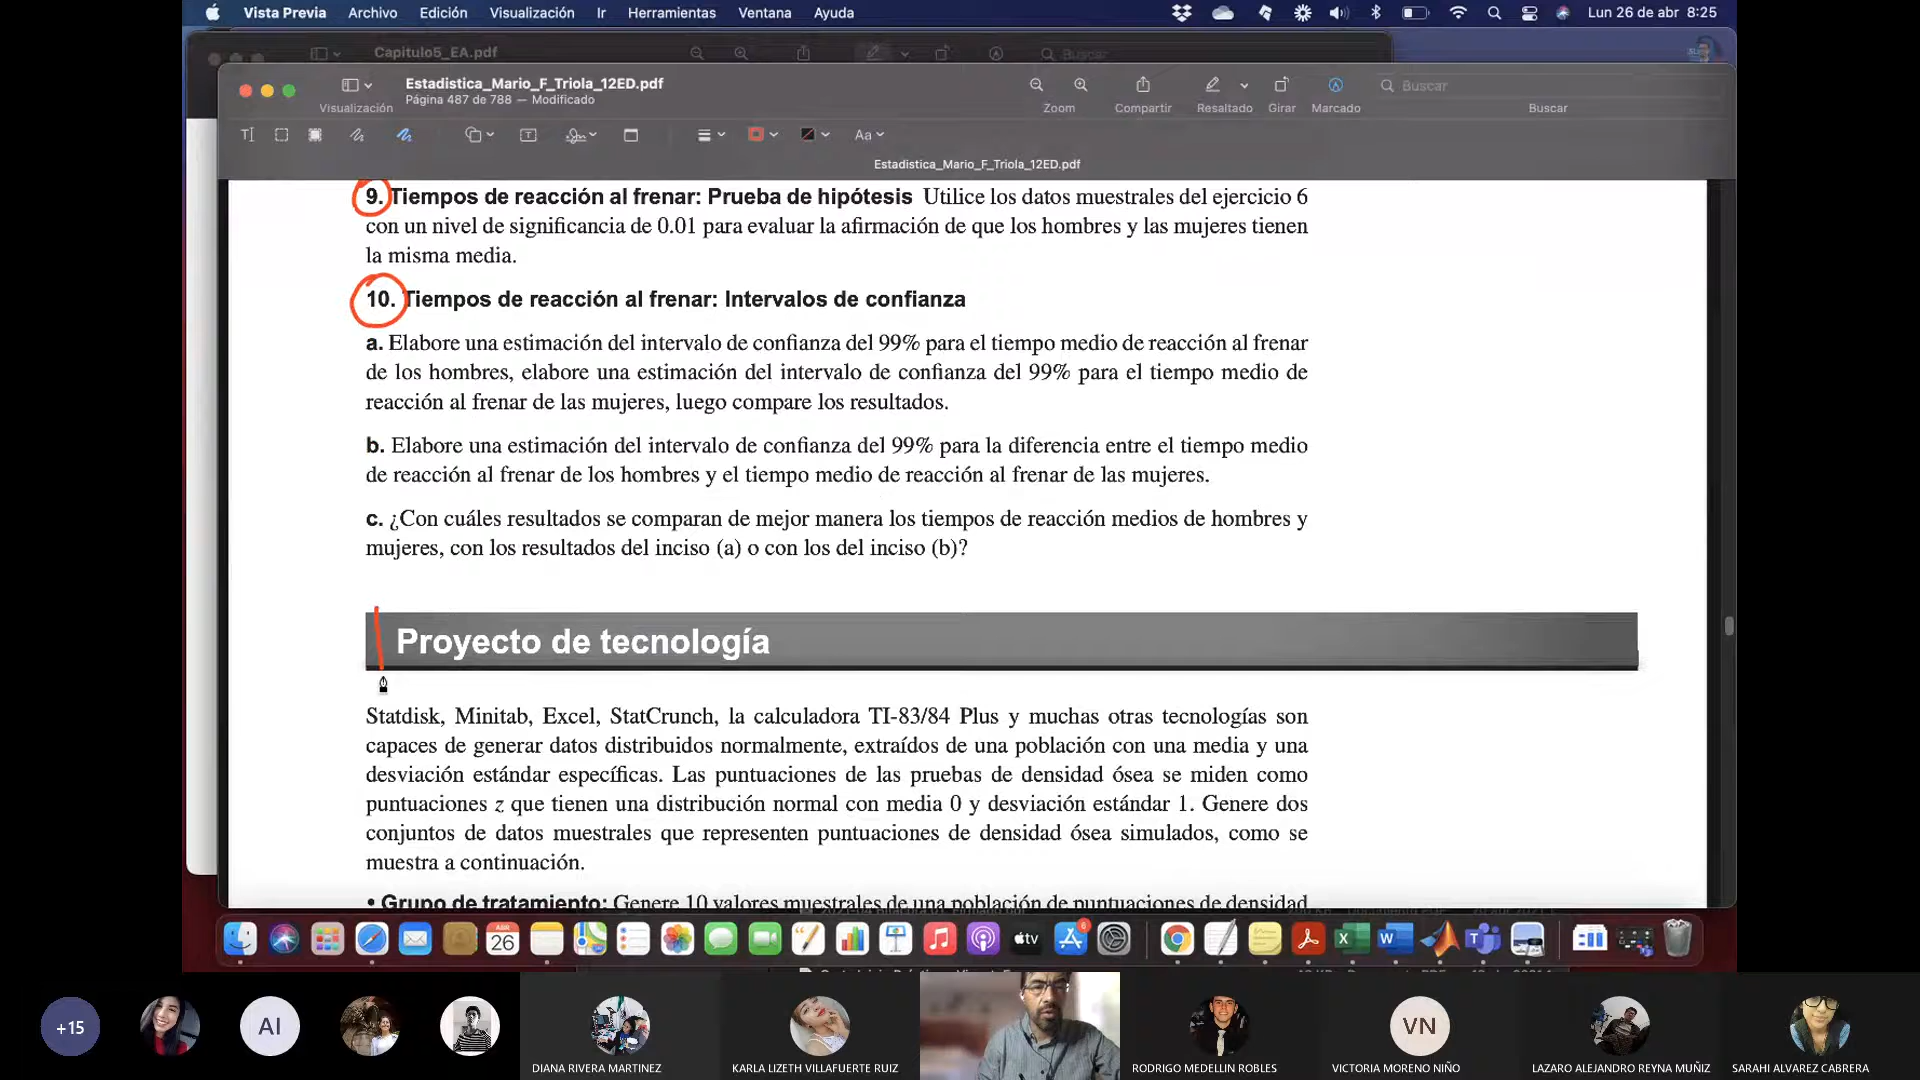 Vista Previa Archivo Edición Visualización Ir Herramientas Ventana Ayuda Lun 26 de abr 8:25
Capitulo5_EA.pdf Buscar
Estadistica_Mario_F_Triola_12ED.pdf
Página 487 de 788 — Modificado
Buscar
Visualización Zoom Compartir Resaltado Girar Marcado Buscar
Aa
Estadistica_Mario_F_Triola_12ED.pdf
9. Tiempos de reacción al frenar: Prueba de hipótesis Utilice los datos muestrales del ejercicio 6
con un nivel de significancia de 0.01 para evaluar la afirmación de que los hombres y las mujeres tienen
la misma media.
10. Tiempos de reacción al frenar: Intervalos de confianza
a. Elabore una estimación del intervalo de confianza del 99% para el tiempo medio de reacción al frenar
de los hombres, elabore una estimación del intervalo de confianza del 99% para el tiempo medio de
reacción al frenar de las mujeres, luego compare los resultados.
b. Elabore una estimación del intervalo de confianza del 99% para la diferencia entre el tiempo medio
de reacción al frenar de los hombres y el tiempo medio de reacción al frenar de las mujeres.
c. ¿Con cuáles resultados se comparan de mejor manera los tiempos de reacción medios de hombres y
mujeres, con los resultados del inciso (a) o con los del inciso (b)?
Proyecto de tecnología
Statdisk, Minitab, Excel, StatCrunch, la calculadora TI-83/84 Plus y muchas otras tecnologías son
capaces de generar datos distribuidos normalmente, extraídos de una población con una media y una
desviación estándar específicas. Las puntuaciones de las pruebas de densidad ósea se miden como
puntuaciones z que tienen una distribución normal con media 0 y desviación estándar 1. Genere dos
conjuntos de datos muestrales que representen puntuaciones de densidad ósea simulados, como se
muestra a continuación.
• Grupo de tratamiento: Genere 10 valores muestrales de una población de puntuaciones de densidad
ABR
26
tv
+15
AI
VN
DIANA RIVERA MARTINEZ
KARLA LIZETH VILLAFUERTE RUIZ
RODRIGO MEDELLIN ROBLES
VICTORIA MORENO NIÑO
LAZARO ALEJANDRO REYNA MUÑIZ
SARAHI ALVAREZ CABRERA